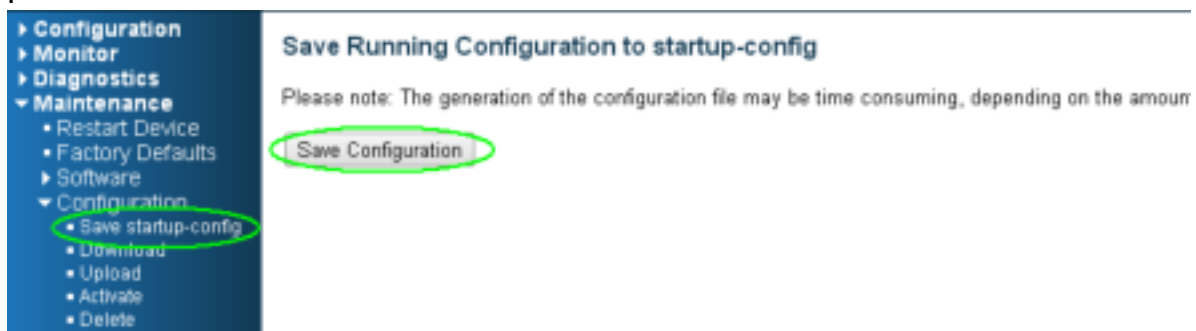 Configuration
Monitor
Diagnostics
Maintenance
Restart Device
Factory Defaults
Software
Configuration
Save startup-config
Download
Upload
Activate
Delete
Save Running Configuration to startup-config
Please note: The generation of the configuration file may be time consuming, depending on the amour
Save Configuration